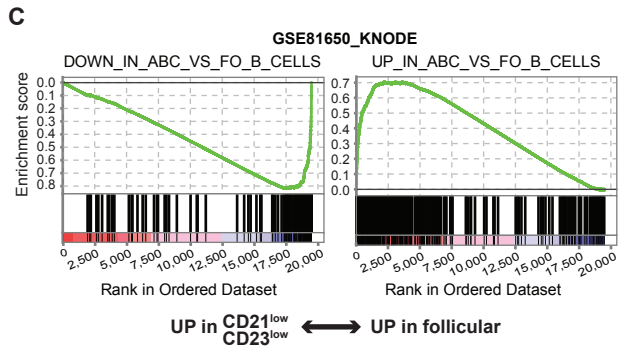 C
GSE81650_KNODE
DOWN_IN_ABC_VS_FO_B_CELLS
UP_IN_ABC_VS_FO_B_CELLS
Enrichment score
0.0
0.1
0.2
0.3
0.4
0.5
0.6
0.7
0.8
0.7
0.6
0.5
0.4
0.3
0.2
0.1
0.0
0 2,500 5,000 7,500 10,000 12,500 15,000 17,500 20,000
0 2,500 5,000 7,500 10,000 12,500 15,000 17,500 20,000
Rank in Ordered Dataset
Rank in Ordered Dataset
UP in CD21low CD23low
UP in follicular